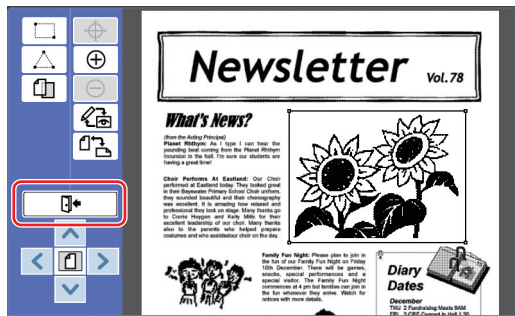 Newsletter Vol. 78
What's News?
(from the Acting Principal)
Planet Rhthym: As I type I can hear the
pounding beat coming from the Planet Rhthym
Incursion in the hall. I'm sure our students are
having a great time!
Choir Performs At Eastland: Our Choir
performed at Eastland today. They looked great
in their Bayswater Primary School Choir uniform,
they sounded beautiful and their choreography
was excellent. It is amazing how relaxed and
professional they look on stage. Many thanks go
to Corrie Huygen and Kelly Mills for their
excellent leadership of our choir. Many thanks
also to the parents who helped prepare
costumes and who assistedour choir on the day.
Family Fun Night: Please plan to join in
the fun of our Family Fun Night on Friday
10th December. There will be games,
snacks, special performances and a
special visitor. The Family Fun Night
commences at 4 pm but families can join in
the fun whenever they arrive. Watch for
notices with more details.
Diary
Dates
December
THU 2 Fundraising Masts 9AM